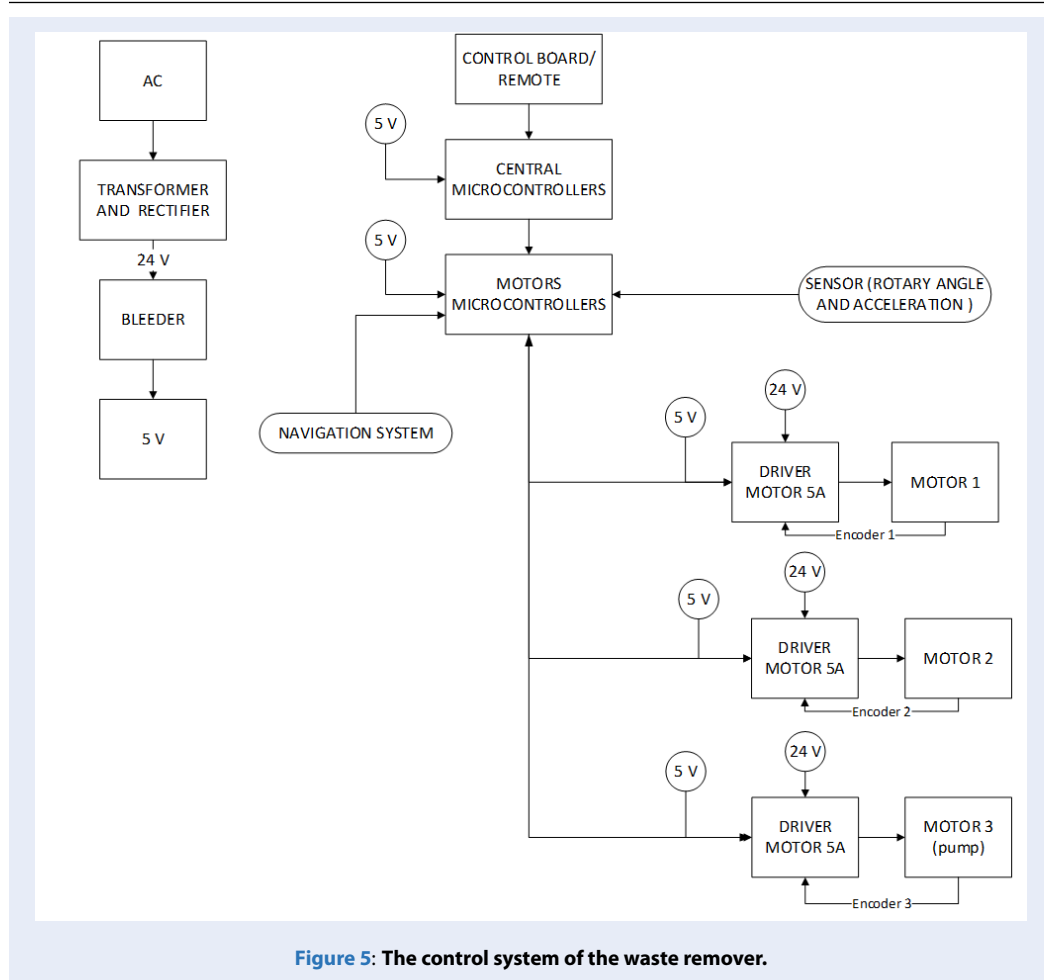 AC
TRANSFORMER
AND RECTIFIER
24 V
BLEEDER
5 V
CONTROL BOARD/
REMOTE
5 V
CENTRAL
MICROCONTROLLERS
5 V
MOTORS
MICROCONTROLLERS
SENSOR (ROTARY ANGLE
AND ACCELERATION )
NAVIGATION SYSTEM
24 V
5 V
DRIVER
MOTOR 5A
MOTOR 1
Encoder 1
24 V
5 V
DRIVER
MOTOR 5A
MOTOR 2
Encoder 2
24 V
5 V
DRIVER
MOTOR 5A
MOTOR 3
(pump)
Encoder 3
Figure 5: The control system of the waste remover.